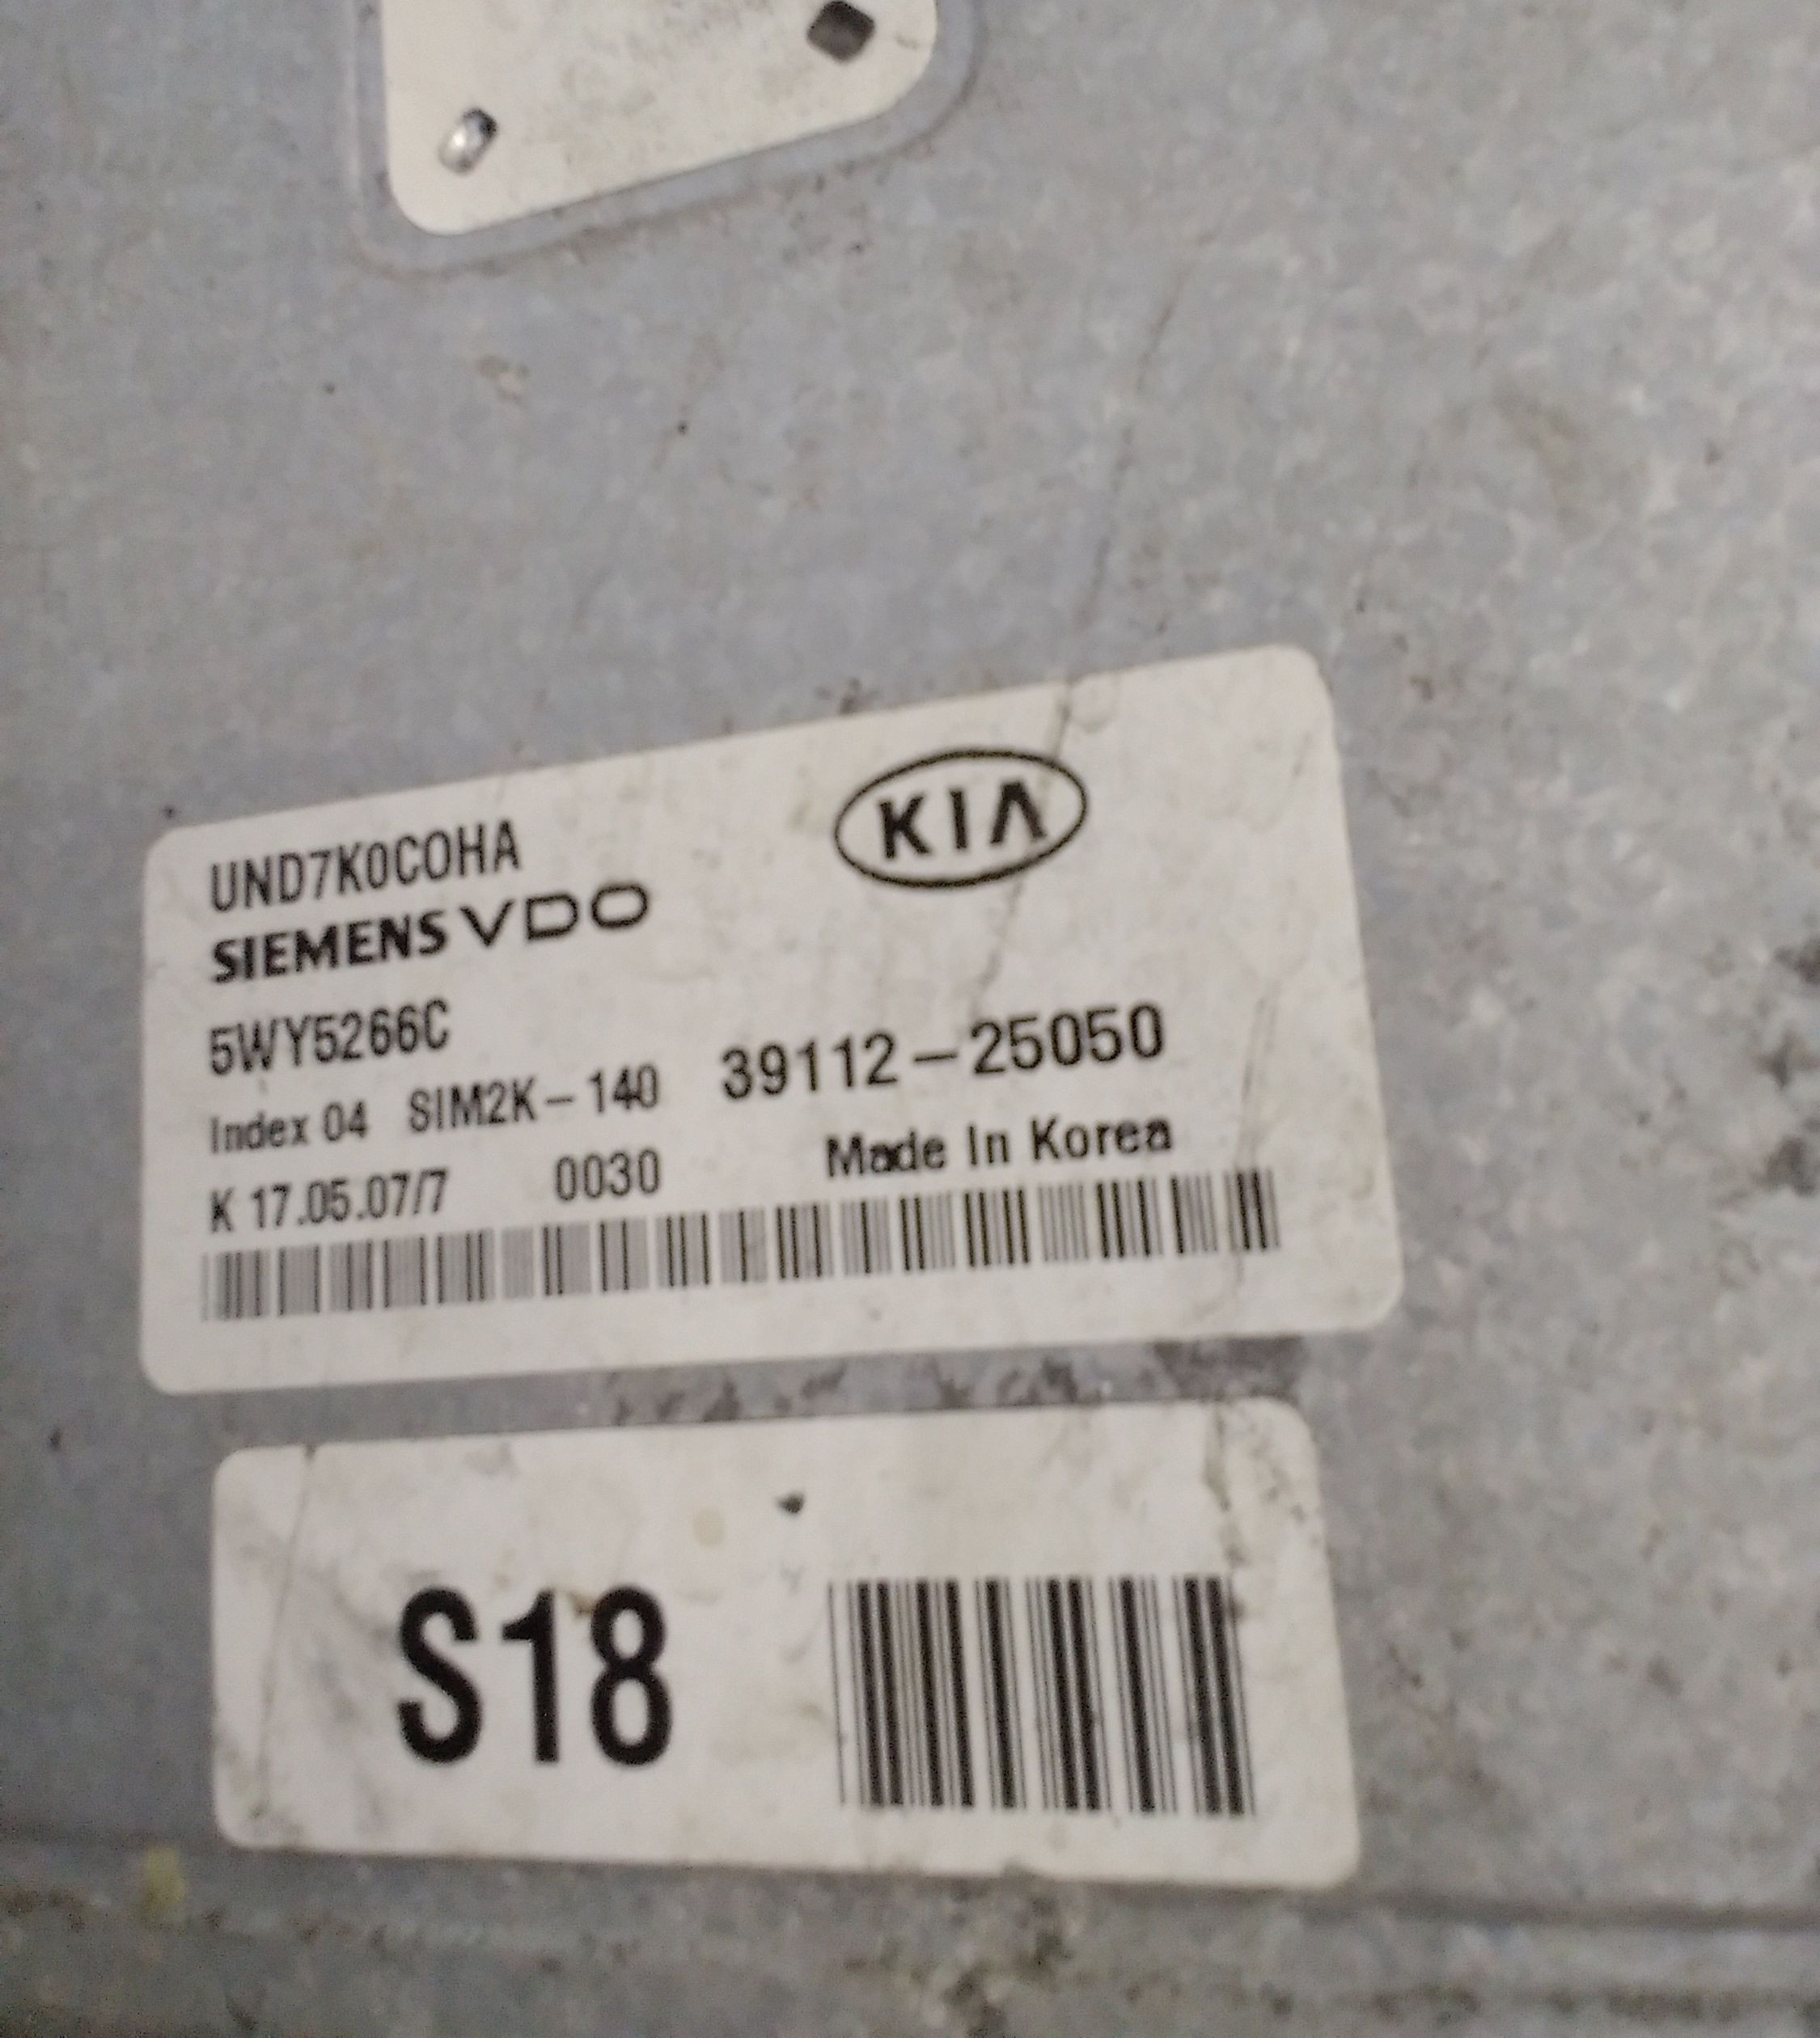 UND7K0C0HA
KIA
SIEMENS VDO
5WY5266C
Index 04 SIM2K-140 39112-25050
K 17.05.07/7 0030 Made In Korea
S18